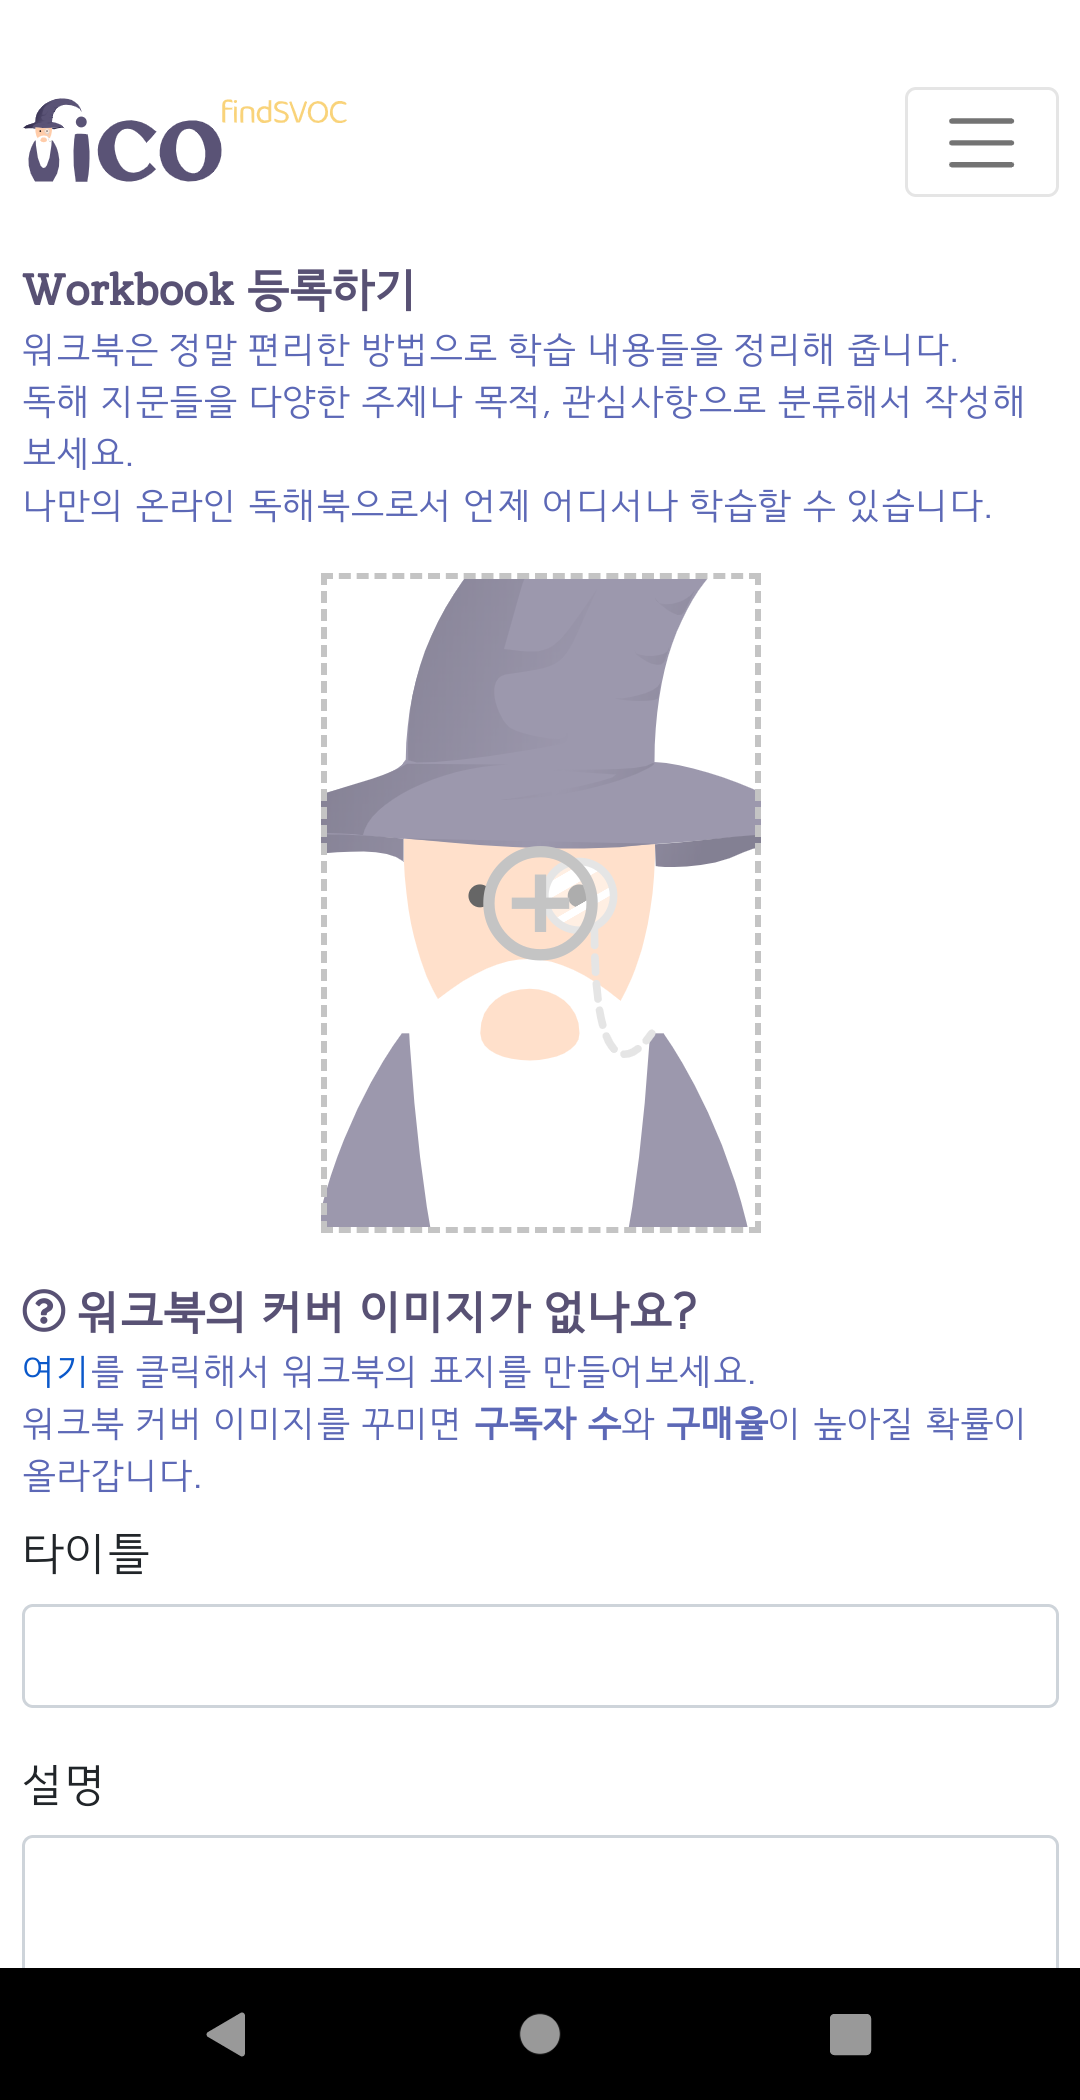 fico findSVOC
Workbook 등록하기
워크북은 정말 편리한 방법으로 학습 내용들을 정리해 줍니다.
독해 지문들을 다양한 주제나 목적, 관심사항으로 분류해서 작성해
보세요.
나만의 온라인 독해북으로서 언제 어디서나 학습할 수 있습니다.
워크북의 커버 이미지가 없나요?
여기를 클릭해서 워크북의 표지를 만들어보세요.
워크북 커버 이미지를 꾸미면 구독자 수와 구매율이 높아질 확률이
올라갑니다.
타이틀
설명